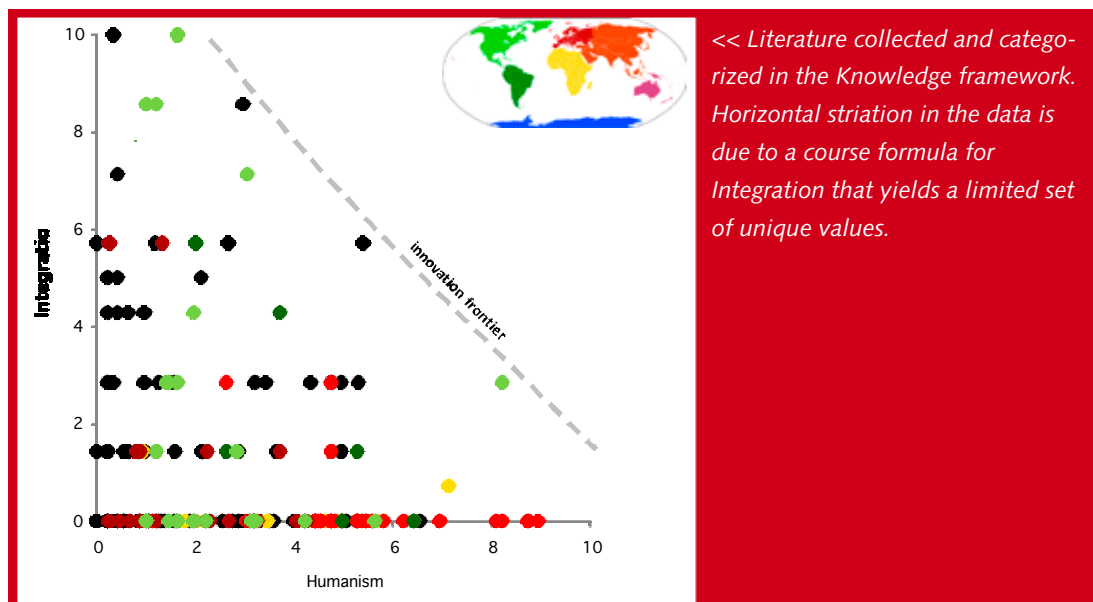 << Literature collected and catego-
rized in the Knowledge framework.
Horizontal striation in the data is
due to a course formula for
Integration that yields a limited set
of unique values.
10
8
6
4
2
0
Integratio
innovation frontier
0 2 4 6 8 10
Humanism